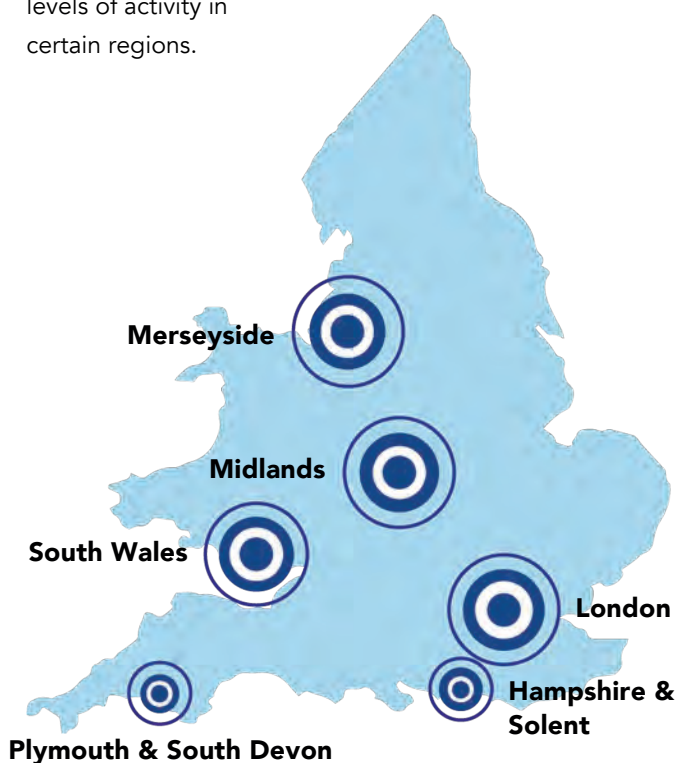 levels of activity in
certain regions.
Merseyside
Midlands
South Wales
London
Hampshire &
Solent
Plymouth & South Devon